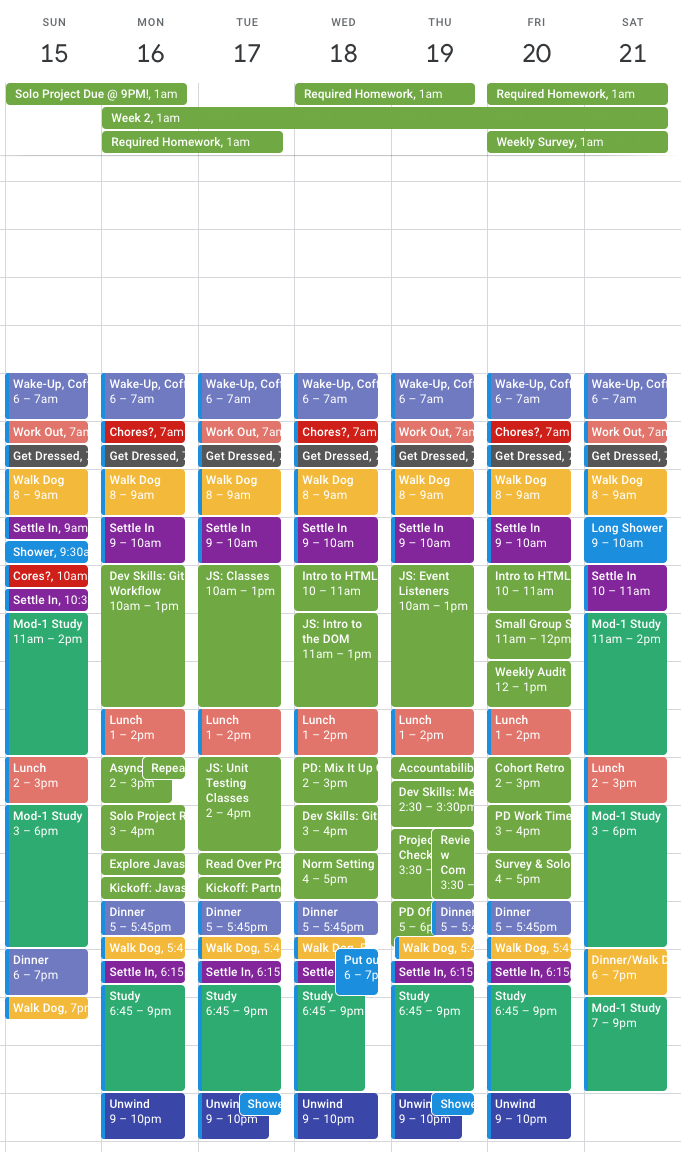 SUN MON TUE WED THU FRI SAT
15 16 17 18 19 20 21
Solo Project Due @ 9PM!, 1am
Required Homework, 1am
Required Homework, 1am
Week 2, 1am
Required Homework, 1am
Weekly Survey, 1am
Wake-Up, Cof
6 – 7am
Work Out, 7am
Get Dressed,
Walk Dog
8 – 9am
Settle In, 9am
Shower, 9:30a
Cores?, 10am
Settle In, 10:3
Mod-1 Study
11am – 2pm
Lunch
2 – 3pm
Mod-1 Study
3 – 6pm
Dinner
6 – 7pm
Walk Dog, 7pm
Wake-Up, Cof
6 – 7am
Chores?, 7am
Get Dressed,
Walk Dog
8 – 9am
Settle In
9 – 10am
Dev Skills: Git
Workflow
10am – 1pm
Lunch
1 – 2pm
Async
2 – 3pm
Repea
Solo Project R
3 – 4pm
Explore Javas
Kickoff: Javas
Dinner
5 – 5:45pm
Walk Dog, 5:4
Settle In, 6:15
Study
6:45 – 9pm
Unwind
9 – 10pm
Wake-Up, Cof
6 – 7am
Work Out, 7am
Get Dressed,
Walk Dog
8 – 9am
Settle In
9 – 10am
JS: Classes
10am – 1pm
Lunch
1 – 2pm
JS: Unit
Testing
Classes
2 – 4pm
Read Over Pro
Kickoff: Partn
Dinner
5 – 5:45pm
Walk Dog, 5:4
Settle In, 6:15
Study
6:45 – 9pm
Unwin
9 – 10pm
Showe
Wake-Up, Cof
6 – 7am
Chores?, 7am
Get Dressed,
Walk Dog
8 – 9am
Settle In
9 – 10am
Intro to HTML
10 – 11am
JS: Intro to
the DOM
11am – 1pm
Lunch
1 – 2pm
PD: Mix It Up
2 – 3pm
Dev Skills: Git
3 – 4pm
Norm Setting
4 – 5pm
Dinner
5 – 5:45pm
Walk Dog, 5
Settle
Put ou
6 – 7p
Study
6:45 – 9pm
Unwind
9 – 10pm
Wake-Up, Cof
6 – 7am
Work Out, 7am
Get Dressed,
Walk Dog
8 – 9am
Settle In
9 – 10am
JS: Event
Listeners
10am – 1pm
Lunch
1 – 2pm
Accountabilib
Dev Skills: Me
2:30 – 3:30pm
Projec
Check
3:30 –
Revie
w
Com
3:30 –
PD Of
5 – 6p
Dinner
5 – 5:4
Walk Dog, 5:4
Settle In, 6:15
Study
6:45 – 9pm
Unwin
9 – 10pm
Showe
Wake-Up, Cof
6 – 7am
Chores?, 7am
Get Dressed,
Walk Dog
8 – 9am
Settle In
9 – 10am
Intro to HTML
10 – 11am
Small Group S
11am – 12pm
Weekly Audit
12 – 1pm
Lunch
1 – 2pm
Cohort Retro
2 – 3pm
PD Work Time
3 – 4pm
Survey & Solo
4 – 5pm
Dinner
5 – 5:45pm
Walk Dog, 5:45
Settle In, 6:15p
Study
6:45 – 9pm
Unwind
9 – 10pm
Wake-Up, Cof
6 – 7am
Work Out, 7am
Get Dressed,
Walk Dog
8 – 9am
Long Shower
9 – 10am
Settle In
10 – 11am
Mod-1 Study
11am – 2pm
Lunch
2 – 3pm
Mod-1 Study
3 – 6pm
Dinner/Walk D
6 – 7pm
Mod-1 Study
7 – 9pm